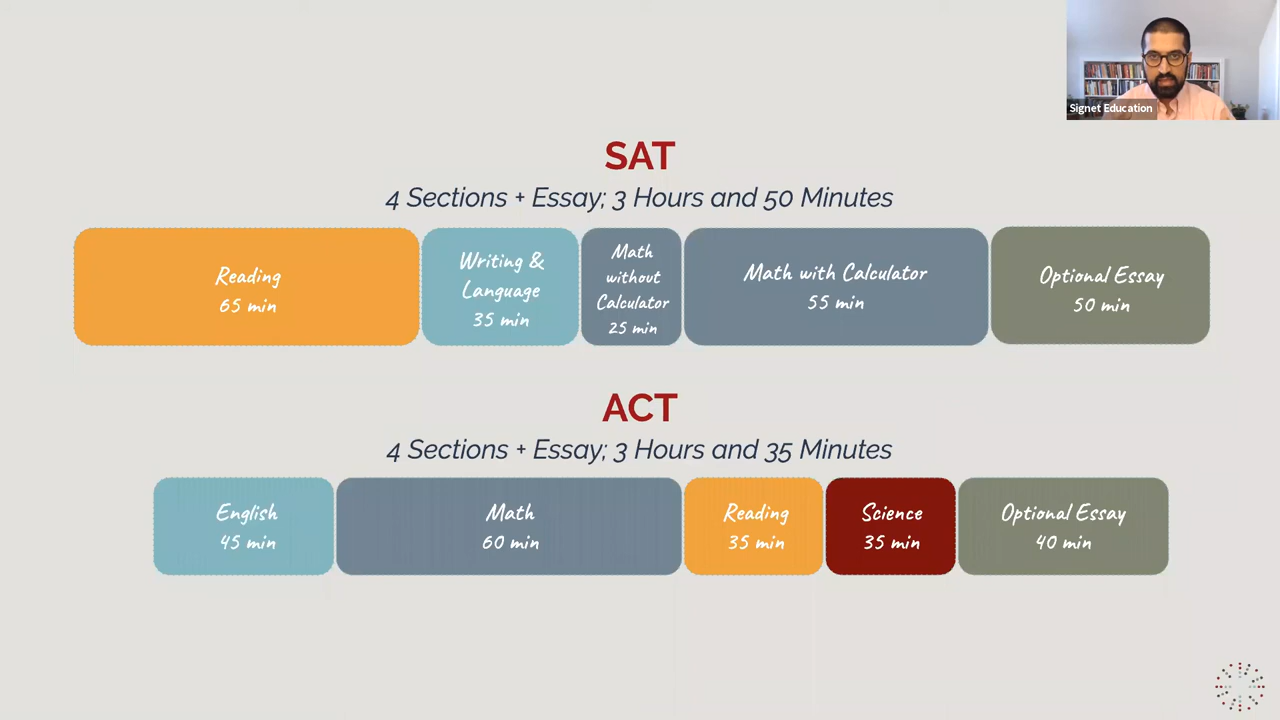 Signet Education
SAT
4 Sections + Essay; 3 Hours and 50 Minutes
Reading
65 min
Writing &
Language
35 min
Math
without
Calculator
25 min
Math with Calculator
55 min
Optional Essay
50 min
ACT
4 Sections + Essay; 3 Hours and 35 Minutes
English
45 min
Math
60 min
Reading
35 min
Science
35 min
Optional Essay
40 min